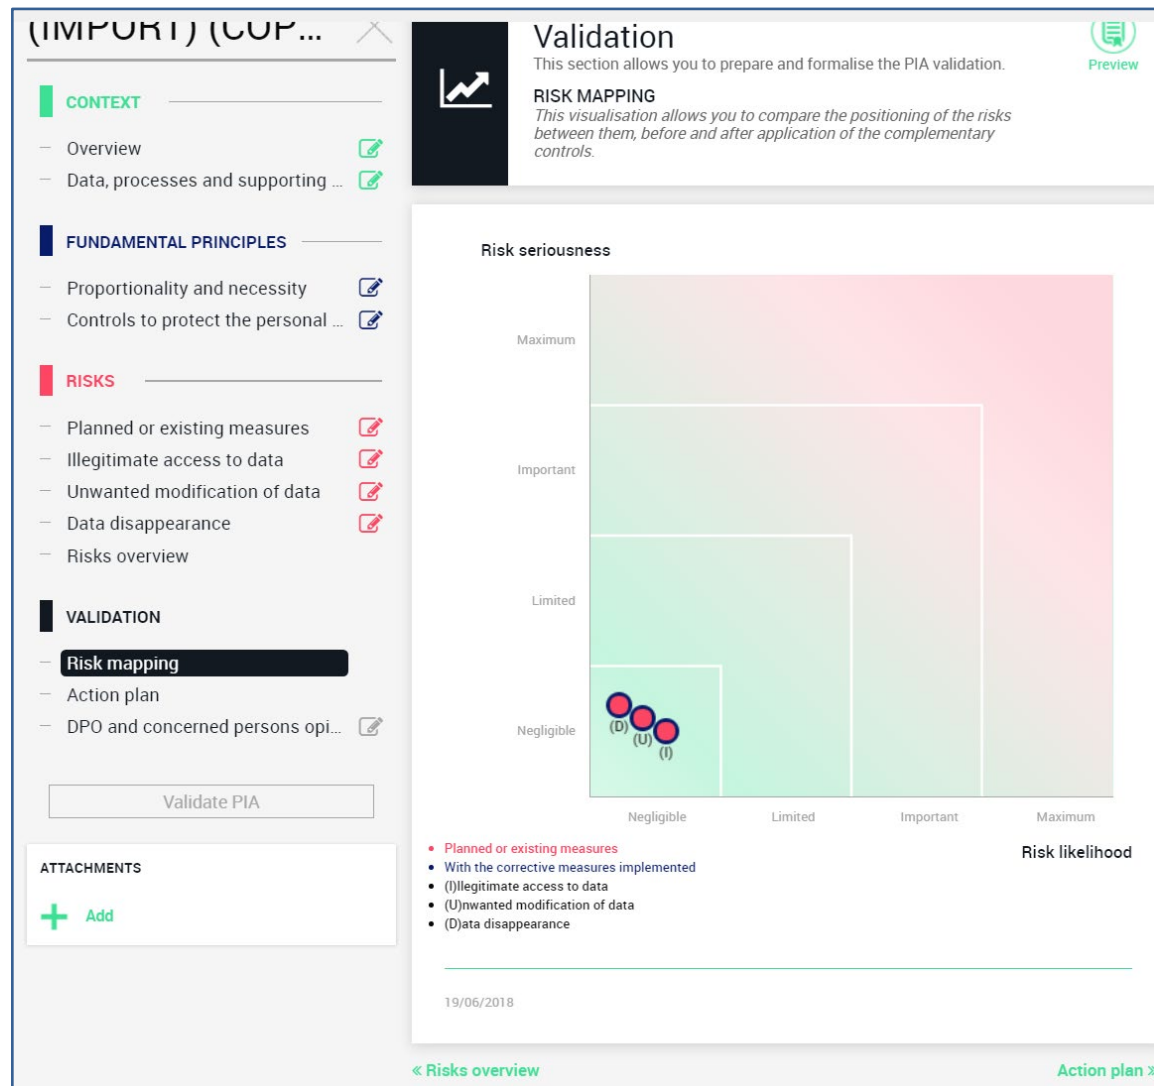 (IMPORT) (COP...
CONTEXT
Overview
Data, processes and supporting ...
FUNDAMENTAL PRINCIPLES
Proportionality and necessity
Controls to protect the personal ...
RISKS
Planned or existing measures
Illegitimate access to data
Unwanted modification of data
Data disappearance
Risks overview
VALIDATION
Risk mapping
Action plan
DPO and concerned persons opi...
Validate PIA
ATTACHMENTS
Add
Validation
This section allows you to prepare and formalise the PIA validation.
Preview
RISK MAPPING
This visualisation allows you to compare the positioning of the risks
between them, before and after application of the complementary
controls.
Risk seriousness
Maximum
Important
Limited
Negligible
(D)
(U)
(I)
Negligible
Limited
Important
Maximum
Risk likelihood
Planned or existing measures
With the corrective measures implemented
(I)llegitimate access to data
(U)nwanted modification of data
(D)ata disappearance
19/06/2018
« Risks overview
Action plan »